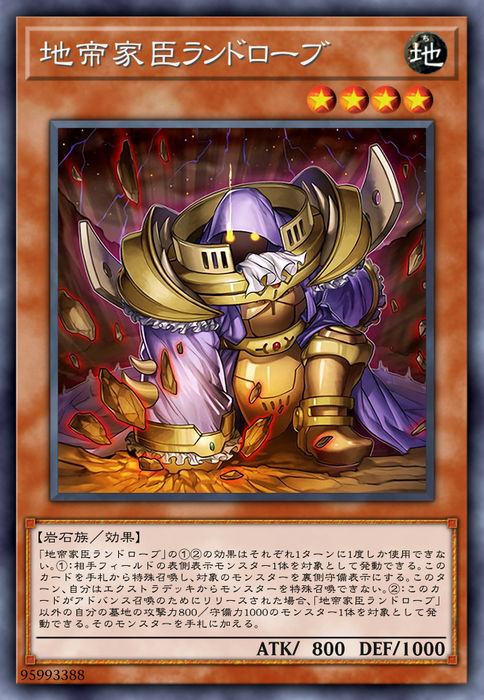 地帝家臣ランドローブ
ち
地
【岩石族／効果】
「地帝家臣ランドローブ」の①②の効果はそれぞれ1ターンに1度しか使用できな
い。①：相手フィールドの表側表示モンスター1体を対象として発動できる。この
カードを手札から特殊召喚し、対象のモンスターを裏側守備表示にする。このタ
ーン、自分はエクストラデッキからモンスターを特殊召喚できない。②：このカ
ードがアドバンス召喚のためにリリースされた場合、「地帝家臣ランドローブ」
以外の自分の墓地の攻撃力800／守備力1000のモンスター1体を対象として発
動できる。そのモンスターを手札に加える。
ATK/ 800 DEF/1000
95993388